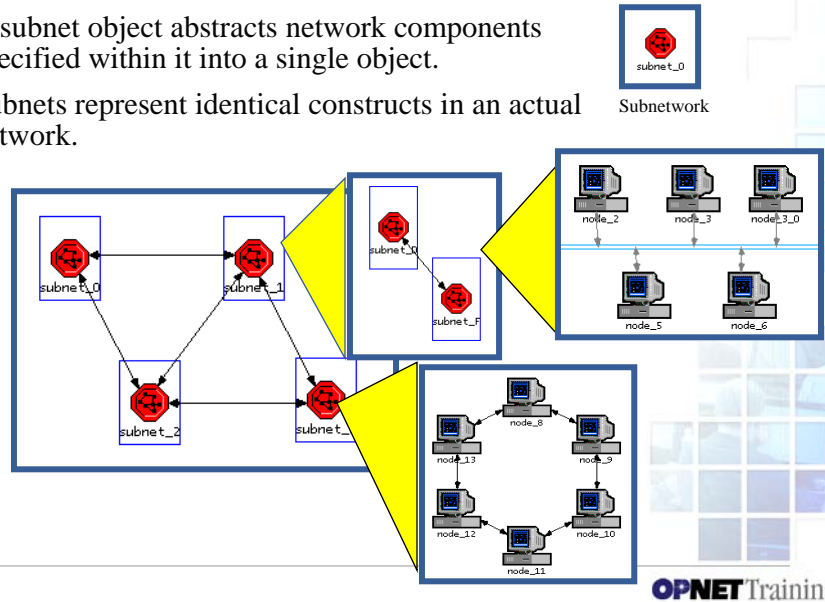 subnet object abstracts network components
ecified within it into a single object.
ubnets represent identical constructs in an actual
twork.
subnet_0
Subnetwork
subnet_0
subnet_1
subnet_2
subnet_
subnet_0
subnet_F
node_2
node_3
node_3_0
node_5
node_6
node_8
node_13
node_9
node_12
node_10
node_11
OPNET Trainin